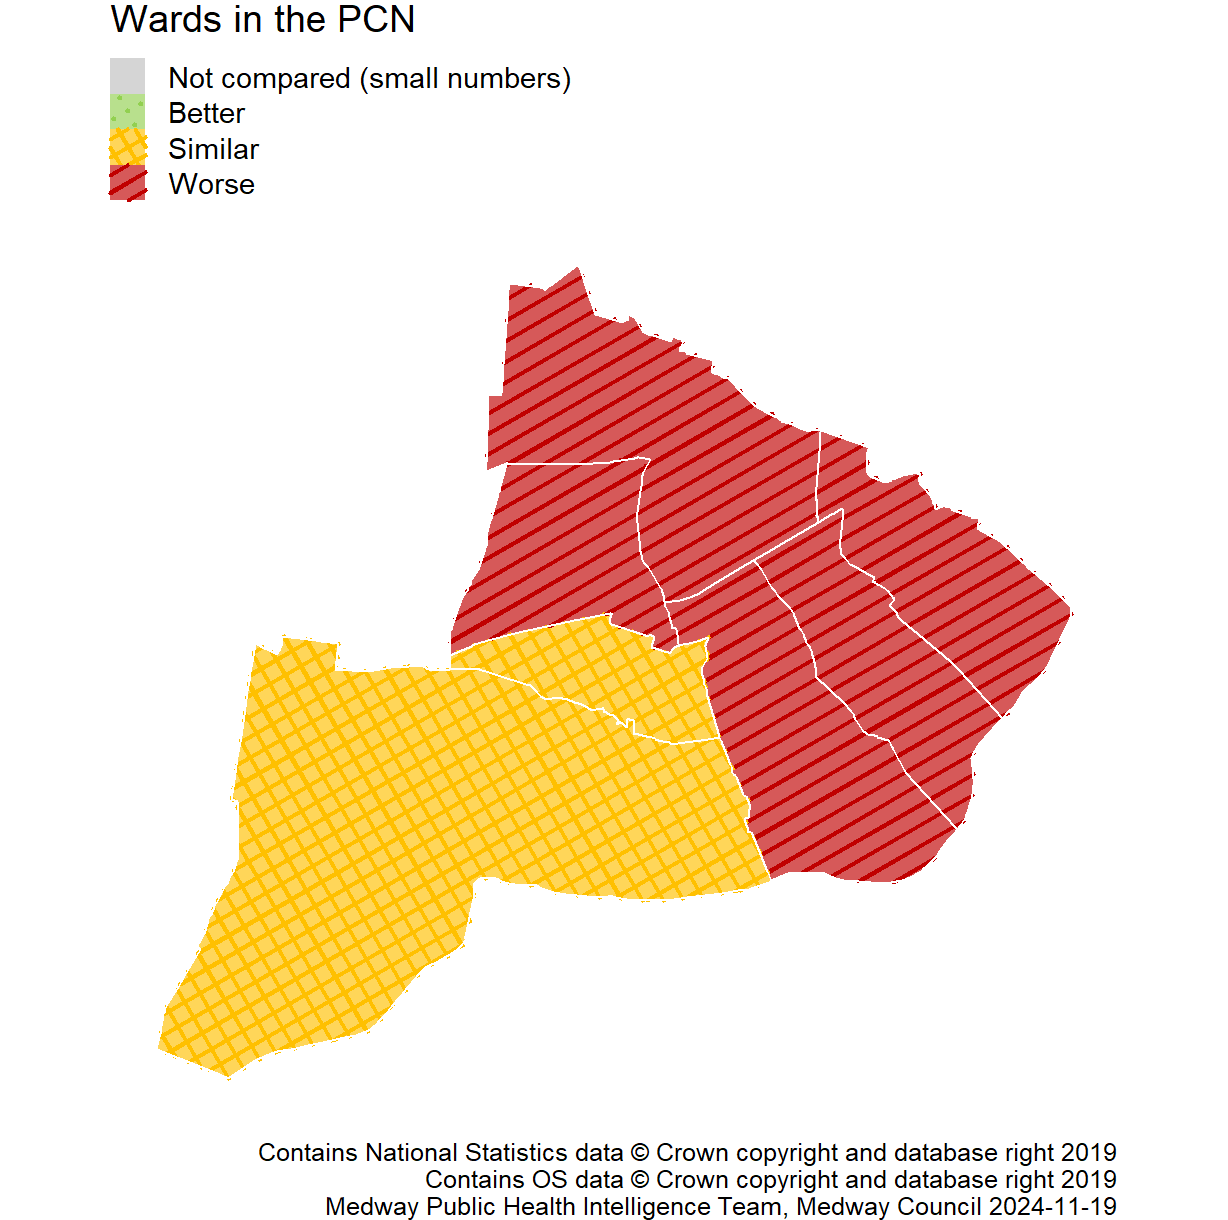 Wards in the PCN
Not compared (small numbers)
Better
Similar
Worse
Contains National Statistics data © Crown copyright and database right 2019
Contains OS data © Crown copyright and database right 2019
Medway Public Health Intelligence Team, Medway Council 2024-11-19